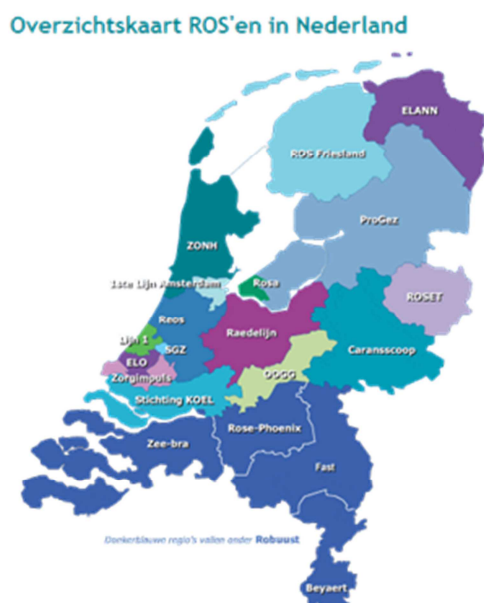 Overzichtskaart ROS'en in Nederland
ELANN
ROS Friesland
ProGez
ZONH
1ste Lijn Amsterdam
Rosa
ROSET
Reos
Raedelijn
Lijn 1
SGZ
Caransscoop
ELO
Zorgimpuls
OOGG
Stichting KOEL
Rose-Phoenix
Zee-bra
Fast
Donkerblauwe regio's vallen onder Robuust
Beyaert